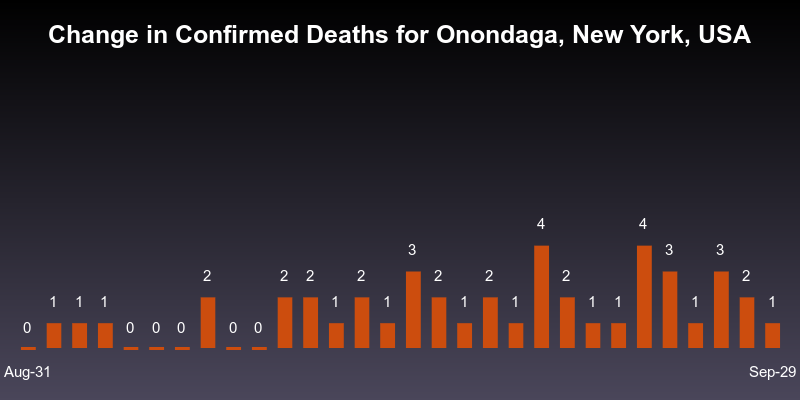 Change in Confirmed Deaths for Onondaga, New York, USA
4 4
3 3 3
2 2 2 2 2 2 2 2
1 1 1 1 1 1 1 1 1 1 1
0 0 0 0 0 0
Aug-31 Sep-29